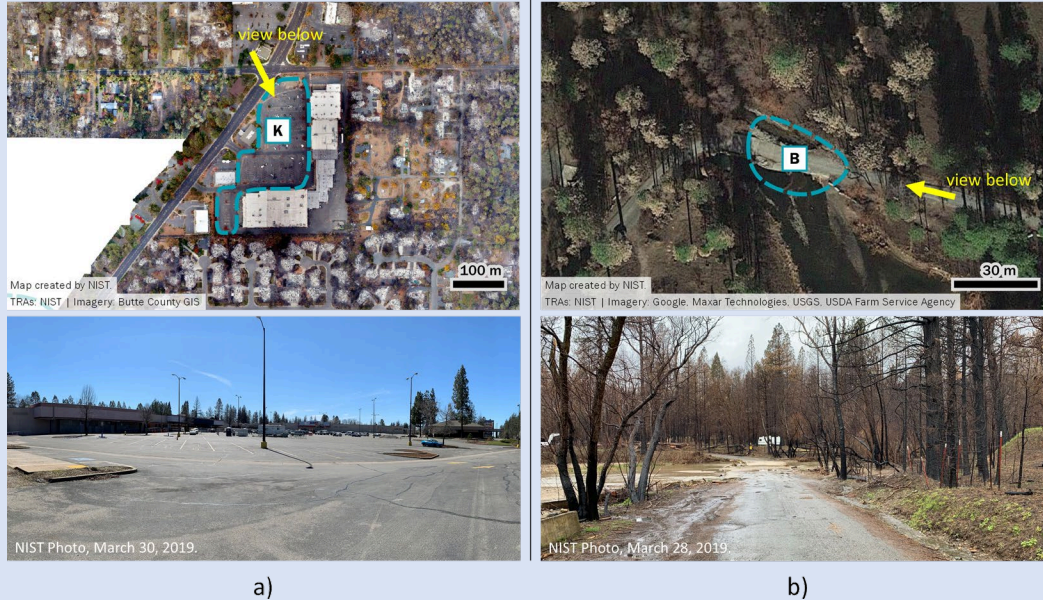 view below
K
100 m
Map created by NIST.
TRAs: NIST | Imagery: Butte County GIS
B
view below
30 m
Map created by NIST.
TRAs: NIST | Imagery: Google, Maxar Technologies, USGS, USDA Farm Service Agency
NIST Photo, March 30, 2019.
NIST Photo, March 28, 2019.
a)
b)